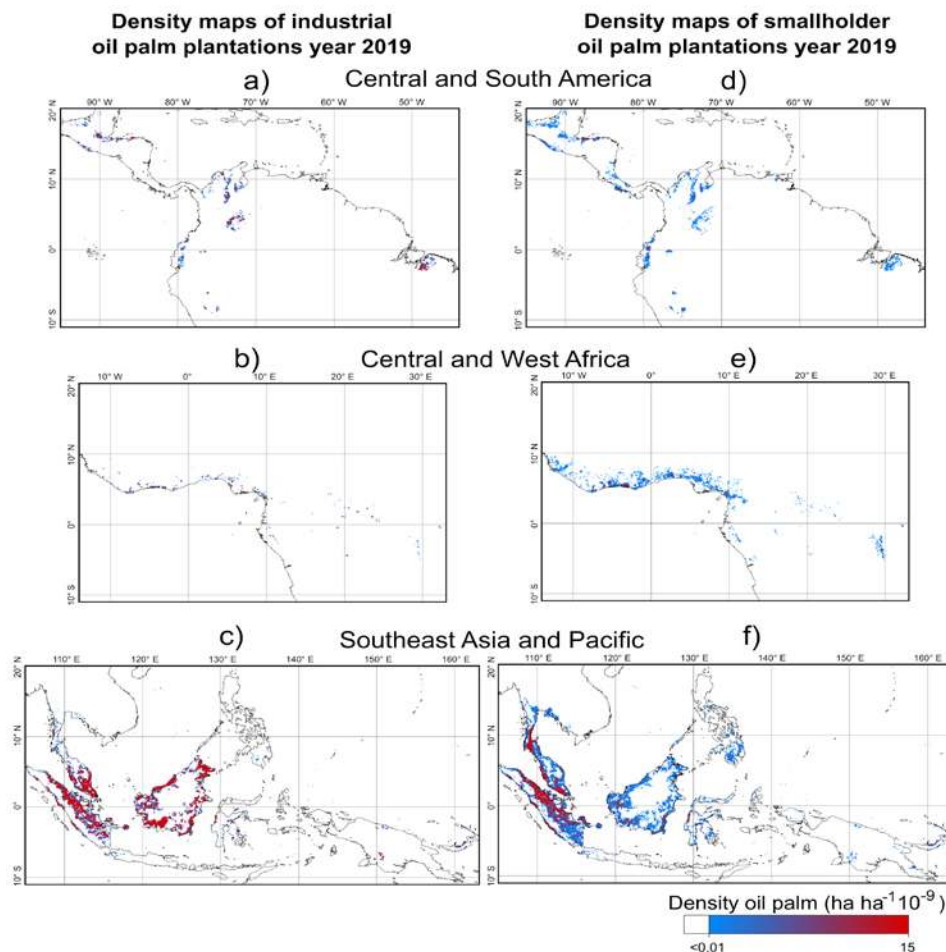 Density maps of industrial
oil palm plantations year 2019
Density maps of smallholder
oil palm plantations year 2019
a) Central and South America d)
90° W 80° W 70° W 60° W 50° W
90° W 80° W 70° W 60° W 50° W
20° N
10° N
0°
10° S
20° N
10° N
0°
10° S
b) Central and West Africa e)
10° W 0° 10° E 20° E 30° E
10° W 0° 10° E 20° E 30° E
20° N
10° N
0°
10° S
20° N
10° N
0°
10° S
c) Southeast Asia and Pacific f)
110° E 120° E 130° E 140° E 150° E 160° E
110° E 120° E 130° E 140° E 150° E 160° E
20° N
10° N
0°
10° S
20° N
10° N
0°
10° S
Density oil palm (ha ha⁻¹10⁻⁹)
<0.01 15